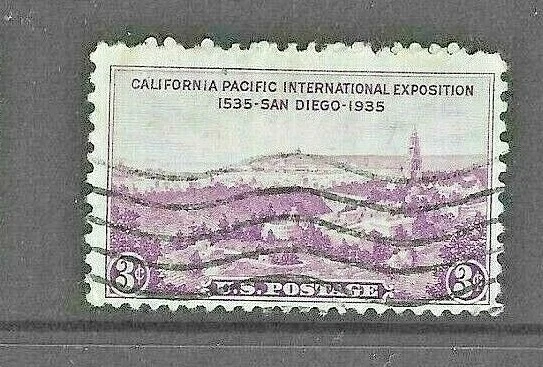 CALIFORNIA PACIFIC INTERNATIONAL EXPOSITION
1535-SAN DIEGO-1935
3¢ 3¢
U.S. POSTAGE